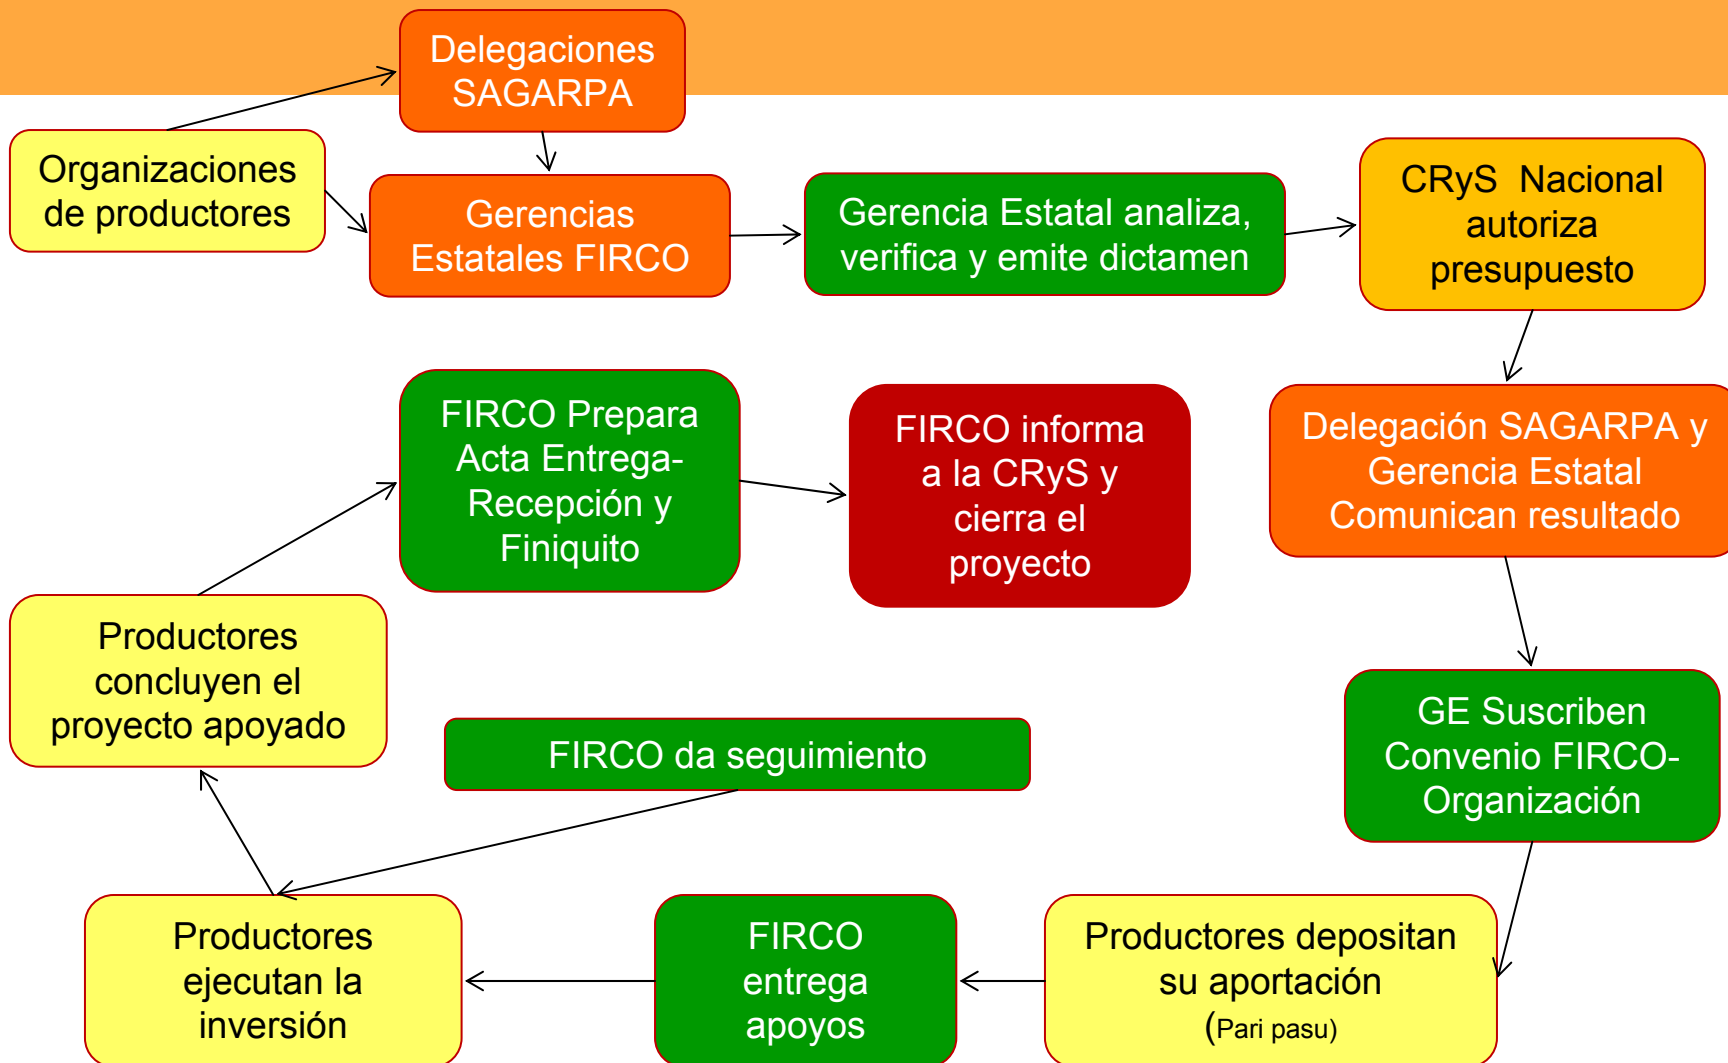 Delegaciones
SAGARPA
Organizaciones
de productores
Gerencias
Estatales FIRCO
Gerencia Estatal analiza,
verifica y emite dictamen
CRyS  Nacional
autoriza
presupuesto
Delegación SAGARPA y
Gerencia Estatal
Comunican resultado
GE Suscriben
Convenio FIRCO-
Organización
Productores depositan
su aportación
(Pari pasu)
FIRCO
entrega
apoyos
Productores
ejecutan la
inversión
FIRCO da seguimiento
Productores
concluyen el
proyecto apoyado
FIRCO Prepara
Acta Entrega-
Recepción y
Finiquito
FIRCO informa
a la CRyS y
cierra el
proyecto